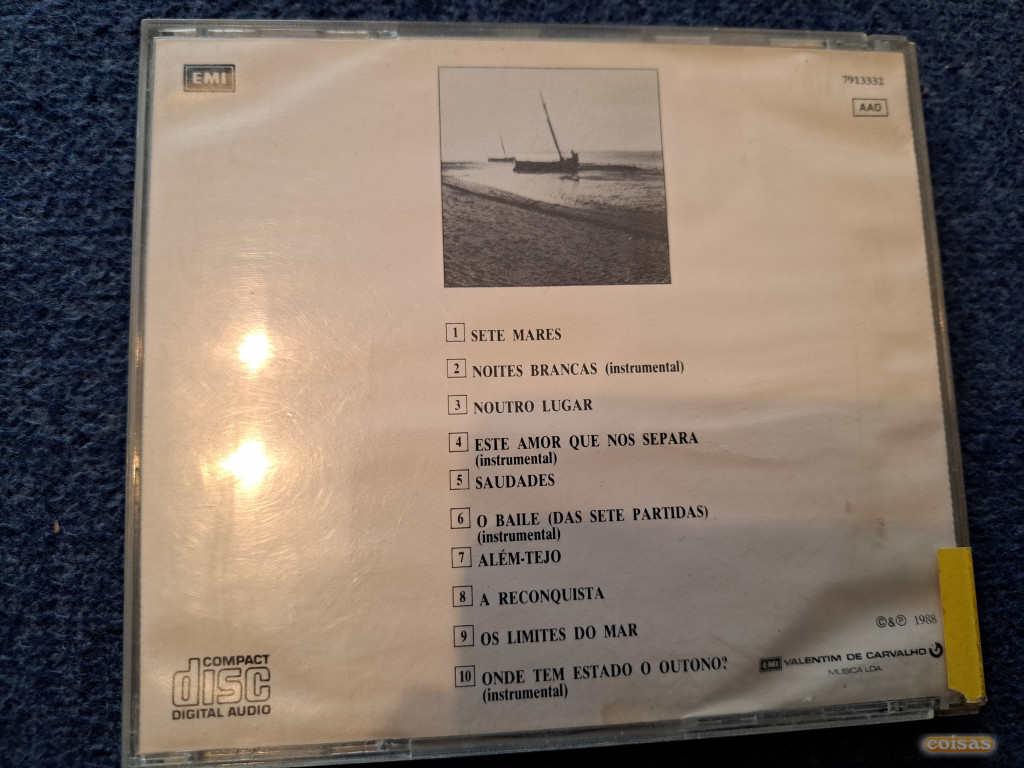 EMI
7913332
AAD
1 SETE MARES
2 NOITES BRANCAS (instrumental)
3 NOUTRO LUGAR
4 ESTE AMOR QUE NOS SEPARA
(instrumental)
5 SAUDADES
6 O BAILE (DAS SETE PARTIDAS)
(instrumental)
7 ALÉM-TEJO
8 A RECONQUISTA
9 OS LIMITES DO MAR
10 ONDE TEM ESTADO O OUTONO?
(instrumental)
©&℗ 1988
EMI VALENTIM DE CARVALHO
MUSICA LDA
COMPACT
disc
DIGITAL AUDIO
coisas